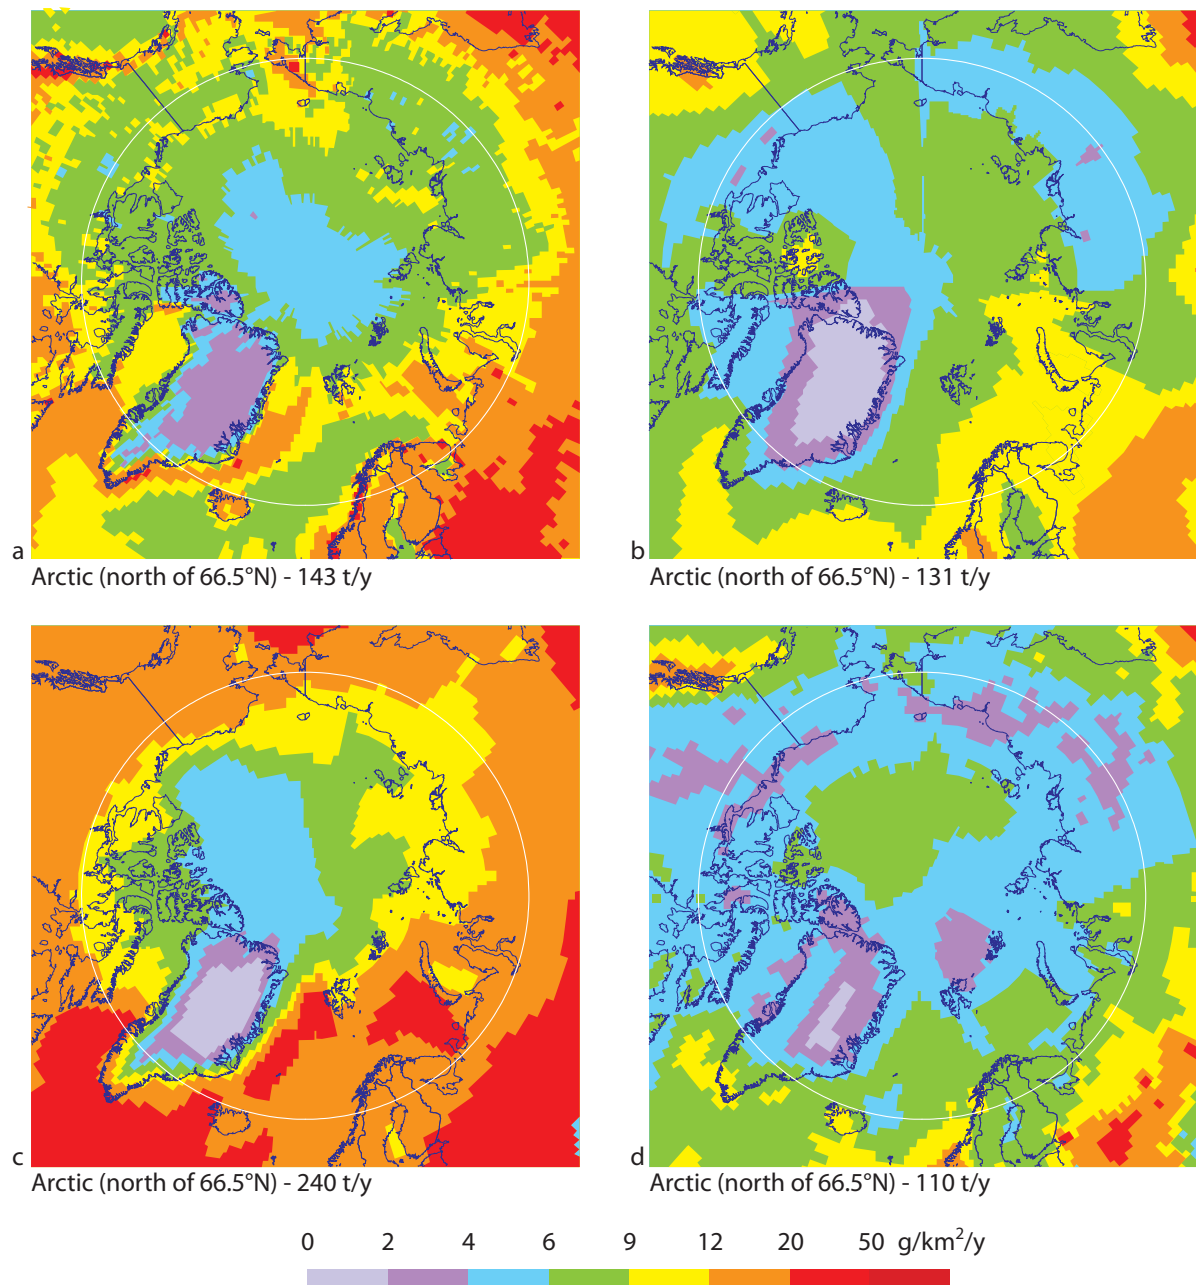 a
Arctic (north of 66.5°N) - 143 t/y
b
Arctic (north of 66.5°N) - 131 t/y
c
Arctic (north of 66.5°N) - 240 t/y
d
Arctic (north of 66.5°N) - 110 t/y
0 2 4 6 9 12 20 50 g/km²/y